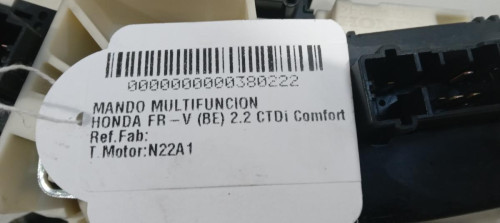 0000000000380222
MANDO MULTIFUNCION
HONDA FR-V (BE) 2.2 CTDi Comfort
Ref.Fab:
T.Motor:N22A1